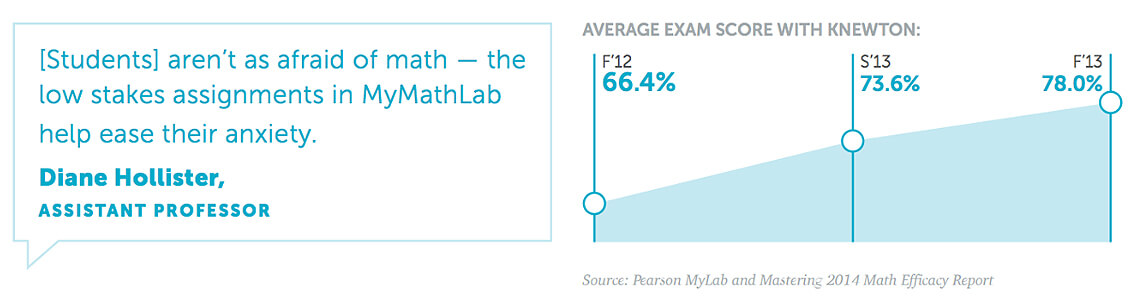 [Students] aren’t as afraid of math — the
low stakes assignments in MyMathLab
help ease their anxiety.
Diane Hollister,
ASSISTANT PROFESSOR
AVERAGE EXAM SCORE WITH KNEWTON:
F’12
66.4%
S’13
73.6%
F’13
78.0%
Source: Pearson MyLab and Mastering 2014 Math Efficacy Report